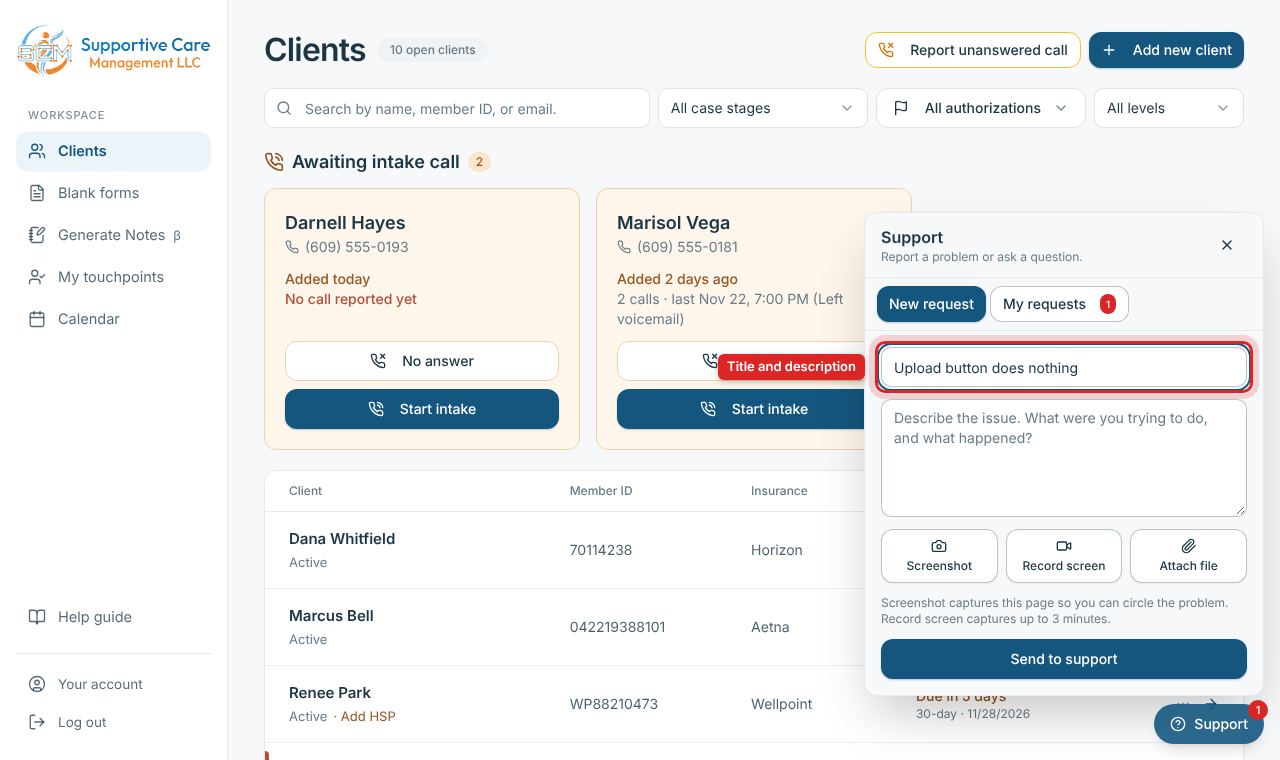 SCM
Supportive Care
Management LLC
WORKSPACE
Clients
Blank forms
Generate Notes β
My touchpoints
Calendar
Help guide
Your account
Log out
Clients
10 open clients
Report unanswered call
Add new client
Search by name, member ID, or email.
All case stages
All authorizations
All levels
Awaiting intake call 2
Darnell Hayes
(609) 555-0193
Added today
No call reported yet
No answer
Start intake
Marisol Vega
(609) 555-0181
Added 2 days ago
2 calls · last Nov 22, 7:00 PM (Left
voicemail)
Start intake
Title and description
Client
Member ID
Insurance
Dana Whitfield
Active
70114238
Horizon
Marcus Bell
Active
042219388101
Aetna
Renee Park
Active · Add HSP
WP88210473
Wellpoint
Due in 5 days
30-day · 11/28/2026
Support
Report a problem or ask a question.
New request
My requests 1
Upload button does nothing
Describe the issue. What were you trying to do,
and what happened?
Screenshot
Record screen
Attach file
Screenshot captures this page so you can circle the problem.
Record screen captures up to 3 minutes.
Send to support
Support 1